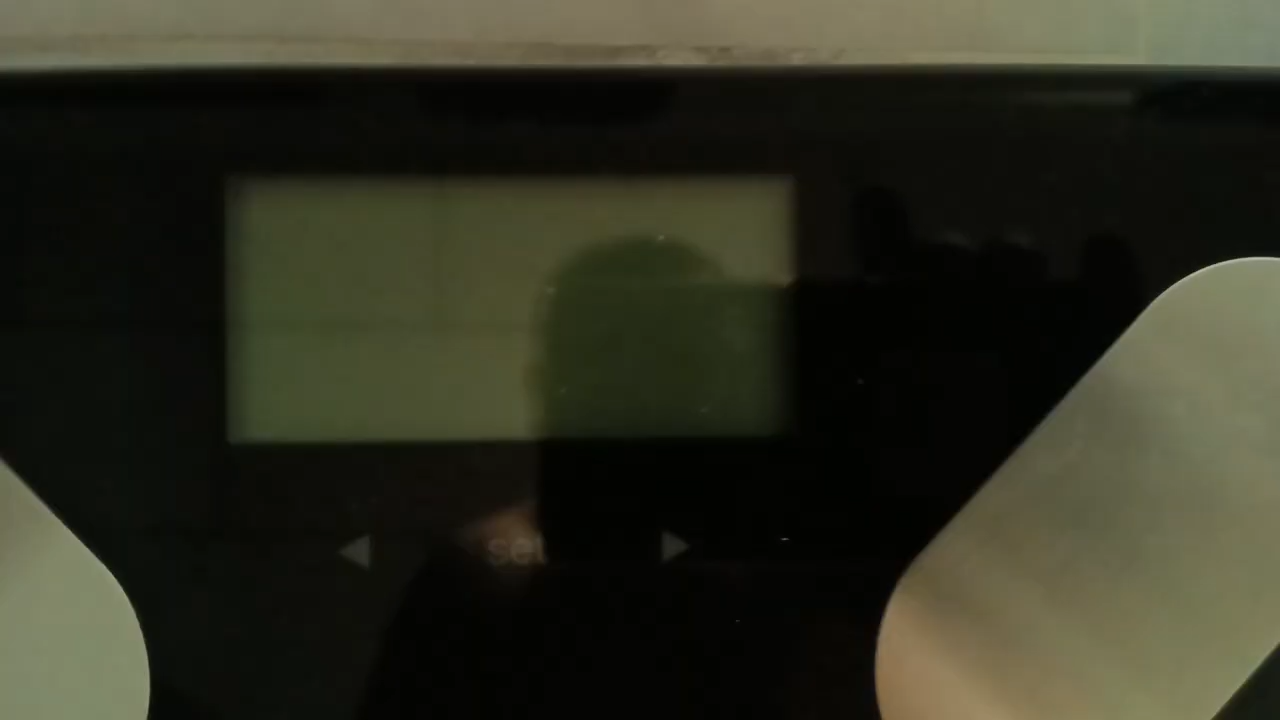 ◀ set ▶